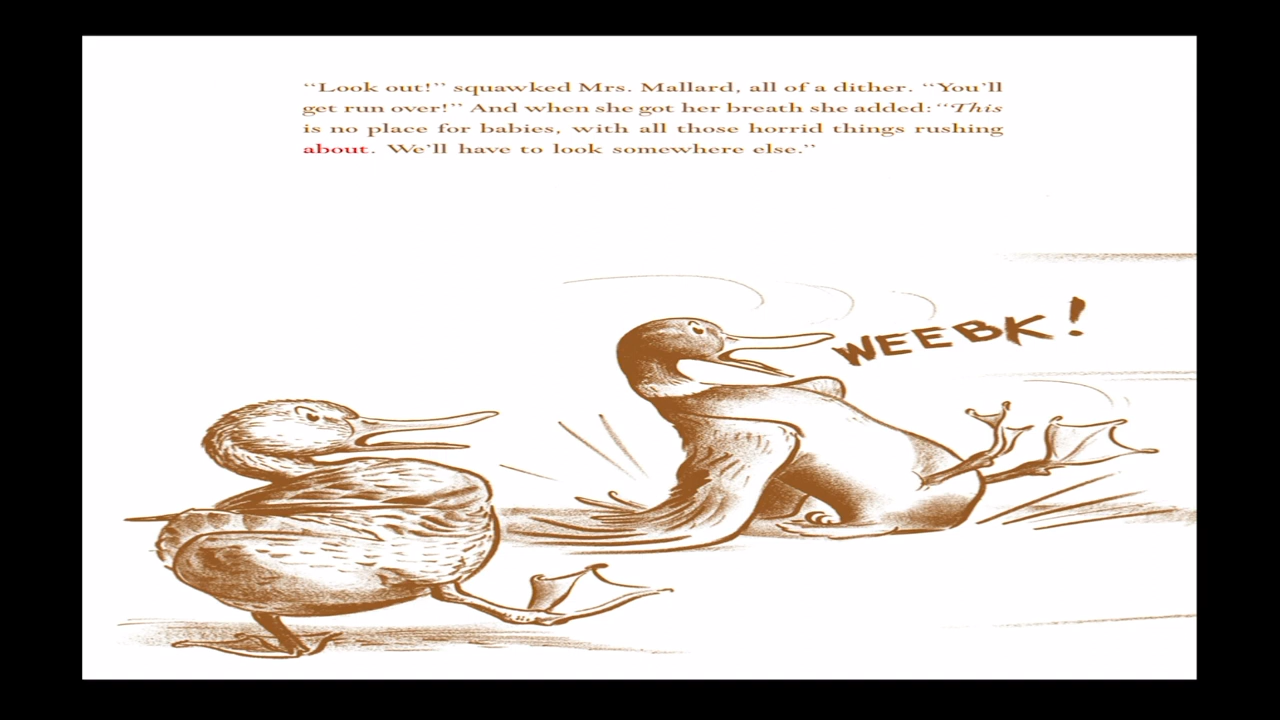 “Look out!” squawked Mrs. Mallard, all of a dither. “You’ll
get run over!” And when she got her breath she added: “This
is no place for babies, with all those horrid things rushing
about. We’ll have to look somewhere else.”
WEEBK!